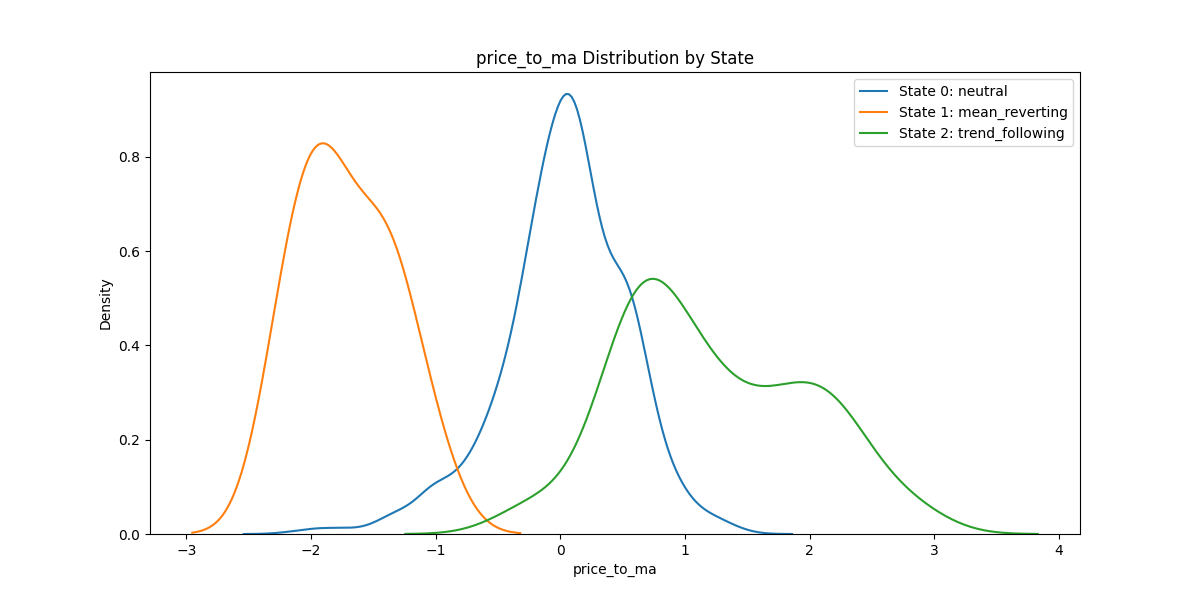 price_to_ma Distribution by State
State 0: neutral
State 1: mean_reverting
State 2: trend_following
Density
0.8
0.6
0.4
0.2
0.0
−3 −2 −1 0 1 2 3 4
price_to_ma